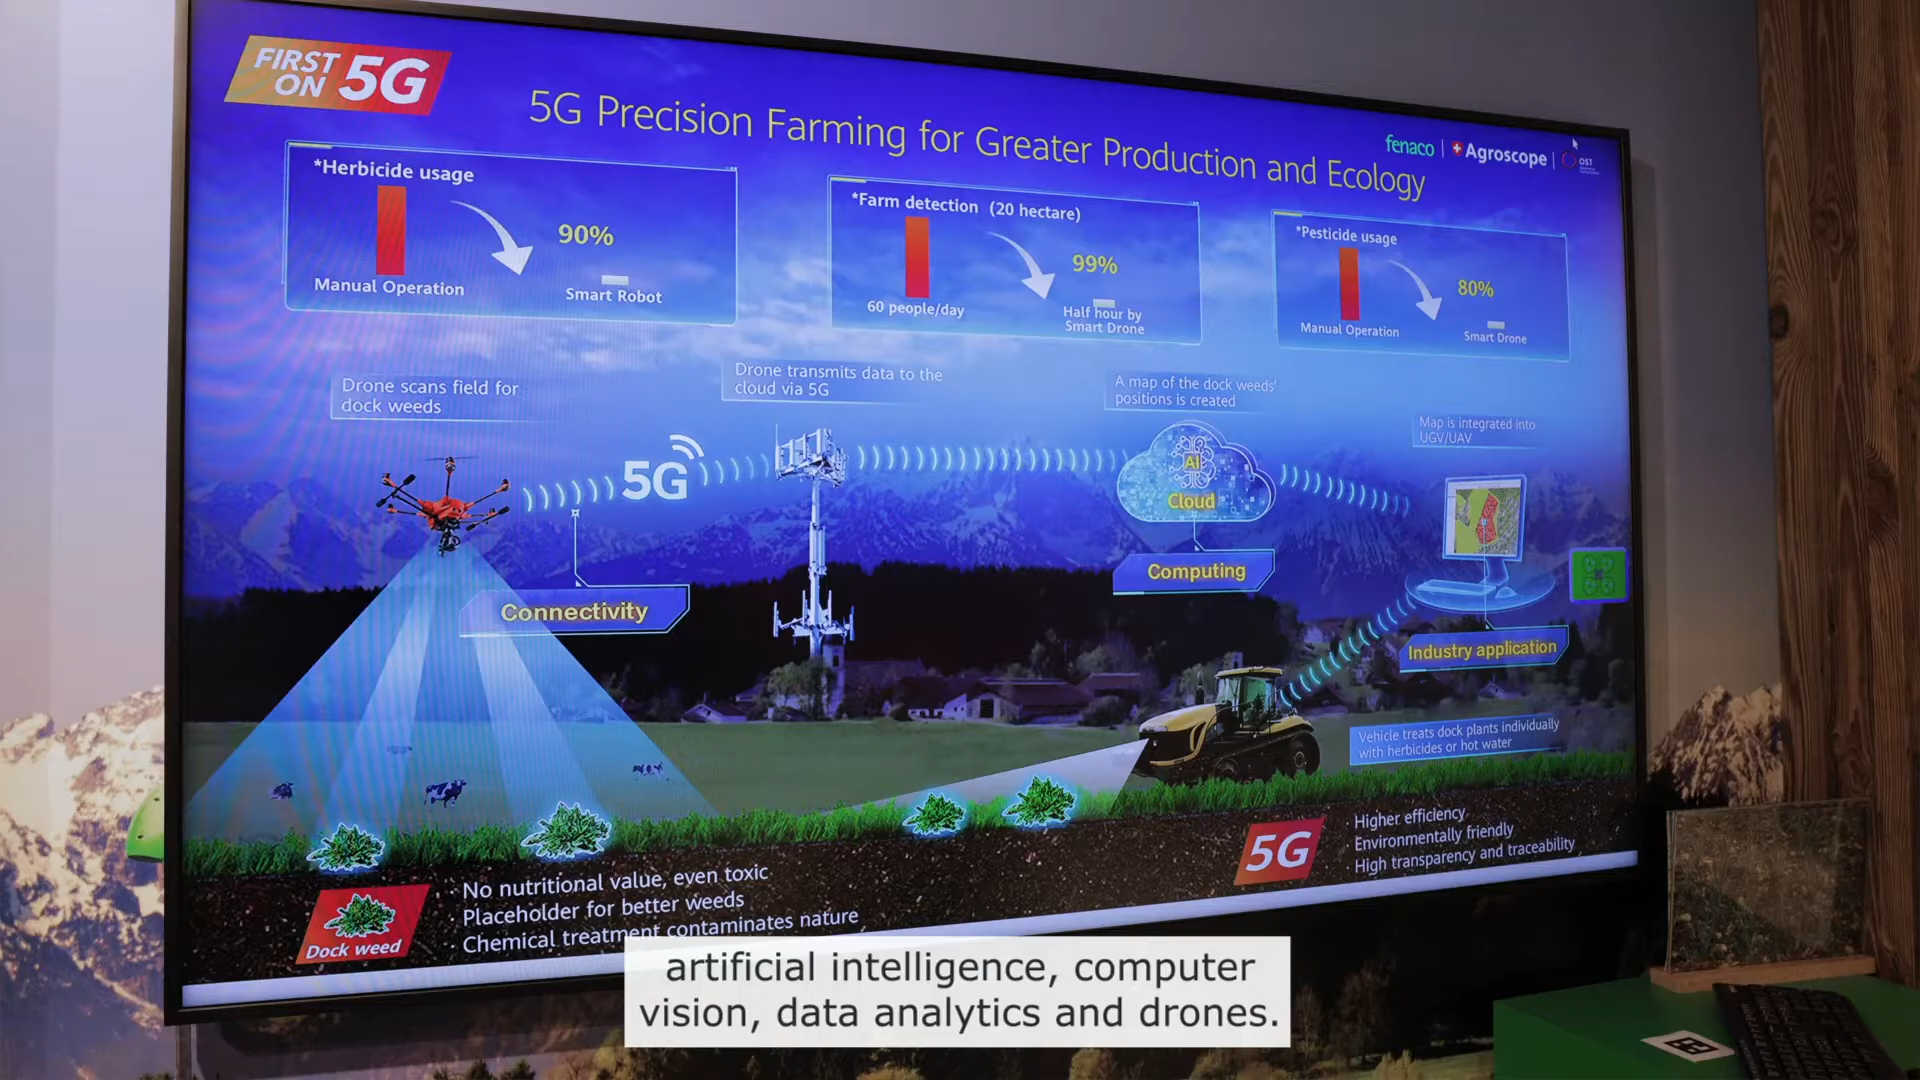 FIRST
ON 5G
5G Precision Farming for Greater Production and Ecology
fenaco | Agroscope | OST
*Herbicide usage
90%
Manual Operation
Smart Robot
*Farm detection (20 hectare)
99%
60 people/day
Half hour by
Smart Drone
*Pesticide usage
80%
Manual Operation
Smart Drone
Drone scans field for
dock weeds
Drone transmits data to the
cloud via 5G
A map of the dock weeds'
positions is created
Map is integrated into
UGV/UAV
5G
AI
Cloud
Connectivity
Computing
Industry application
Vehicle treats dock plants individually
with herbicides or hot water
Dock weed
· No nutritional value, even toxic
· Placeholder for better weeds
· Chemical treatment contaminates nature
5G
· Higher efficiency
· Environmentally friendly
· High transparency and traceability
artificial intelligence, computer
vision, data analytics and drones.